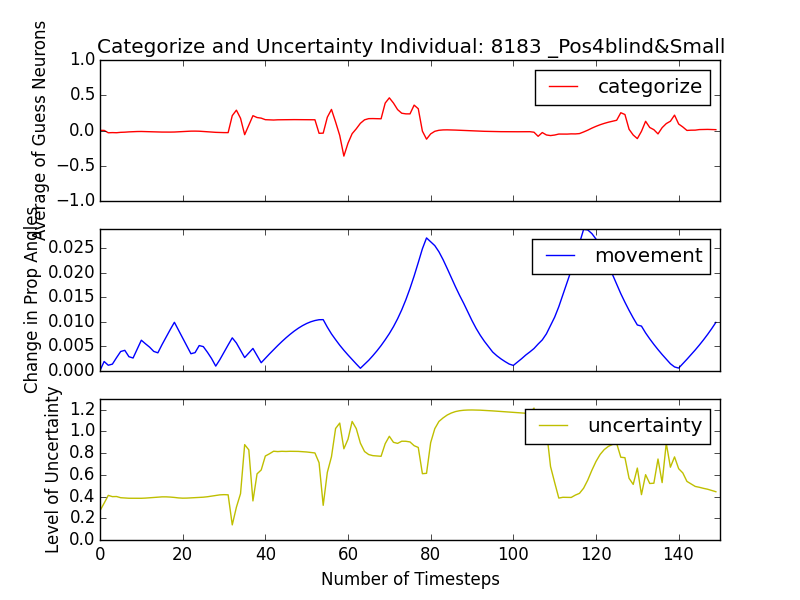 Categorize and Uncertainty Individual: 8183 _Pos4blind&Small
Average of Guess Neurons
1.0
0.5
0.0
−0.5
−1.0
categorize
Change in Prop Angles
0.025
0.020
0.015
0.010
0.005
0.000
movement
Level of Uncertainty
1.2
1.0
0.8
0.6
0.4
0.2
0.0
uncertainty
0 20 40 60 80 100 120 140
Number of Timesteps